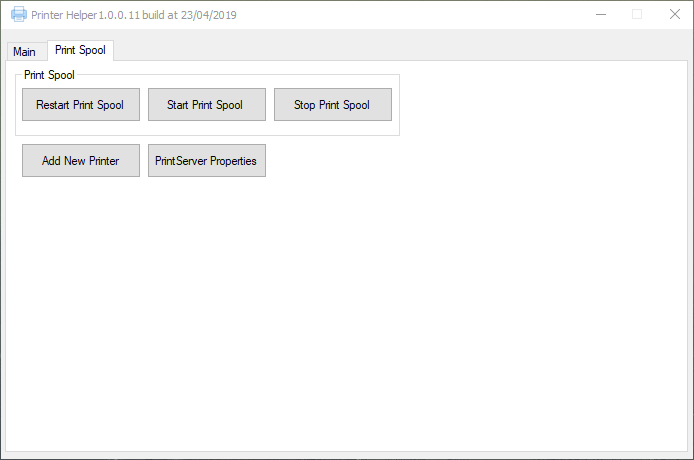 Printer Helper 1.0.0.11 build at 23/04/2019
Main
Print Spool
Print Spool
Restart Print Spool
Start Print Spool
Stop Print Spool
Add New Printer
PrintServer Properties